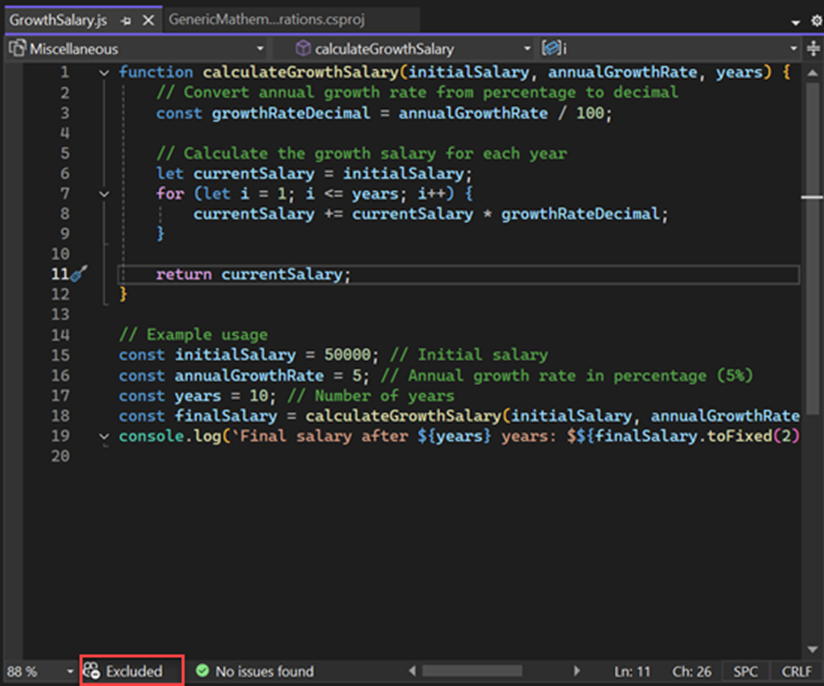 GrowthSalary.js GenericMathem...rations.csproj
Miscellaneous calculateGrowthSalary i
1 function calculateGrowthSalary(initialSalary, annualGrowthRate, years) {
2 // Convert annual growth rate from percentage to decimal
3 const growthRateDecimal = annualGrowthRate / 100;
4
5 // Calculate the growth salary for each year
6 let currentSalary = initialSalary;
7 for (let i = 1; i <= years; i++) {
8 currentSalary += currentSalary * growthRateDecimal;
9 }
10
11 return currentSalary;
12 }
13
14 // Example usage
15 const initialSalary = 50000; // Initial salary
16 const annualGrowthRate = 5; // Annual growth rate in percentage (5%)
17 const years = 10; // Number of years
18 const finalSalary = calculateGrowthSalary(initialSalary, annualGrowthRate
19 console.log(`Final salary after ${years} years: $${finalSalary.toFixed(2)
20
88 % Excluded No issues found Ln: 11 Ch: 26 SPC CRLF